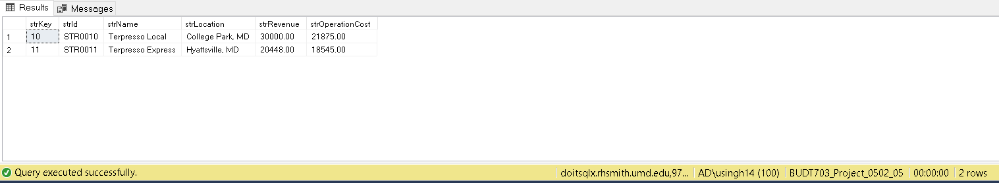 Results Messages
strKey strId strName strLocation strRevenue strOperationCost
1 10 STR0010 Terpresso Local College Park, MD 30000.00 21875.00
2 11 STR0011 Terpresso Express Hyattsville, MD 20448.00 18545.00
Query executed successfully. doitsqlx.rhsmith.umd.edu,97... AD\usingh14 (100) BUDT703_Project_0502_05 00:00:00 2 rows